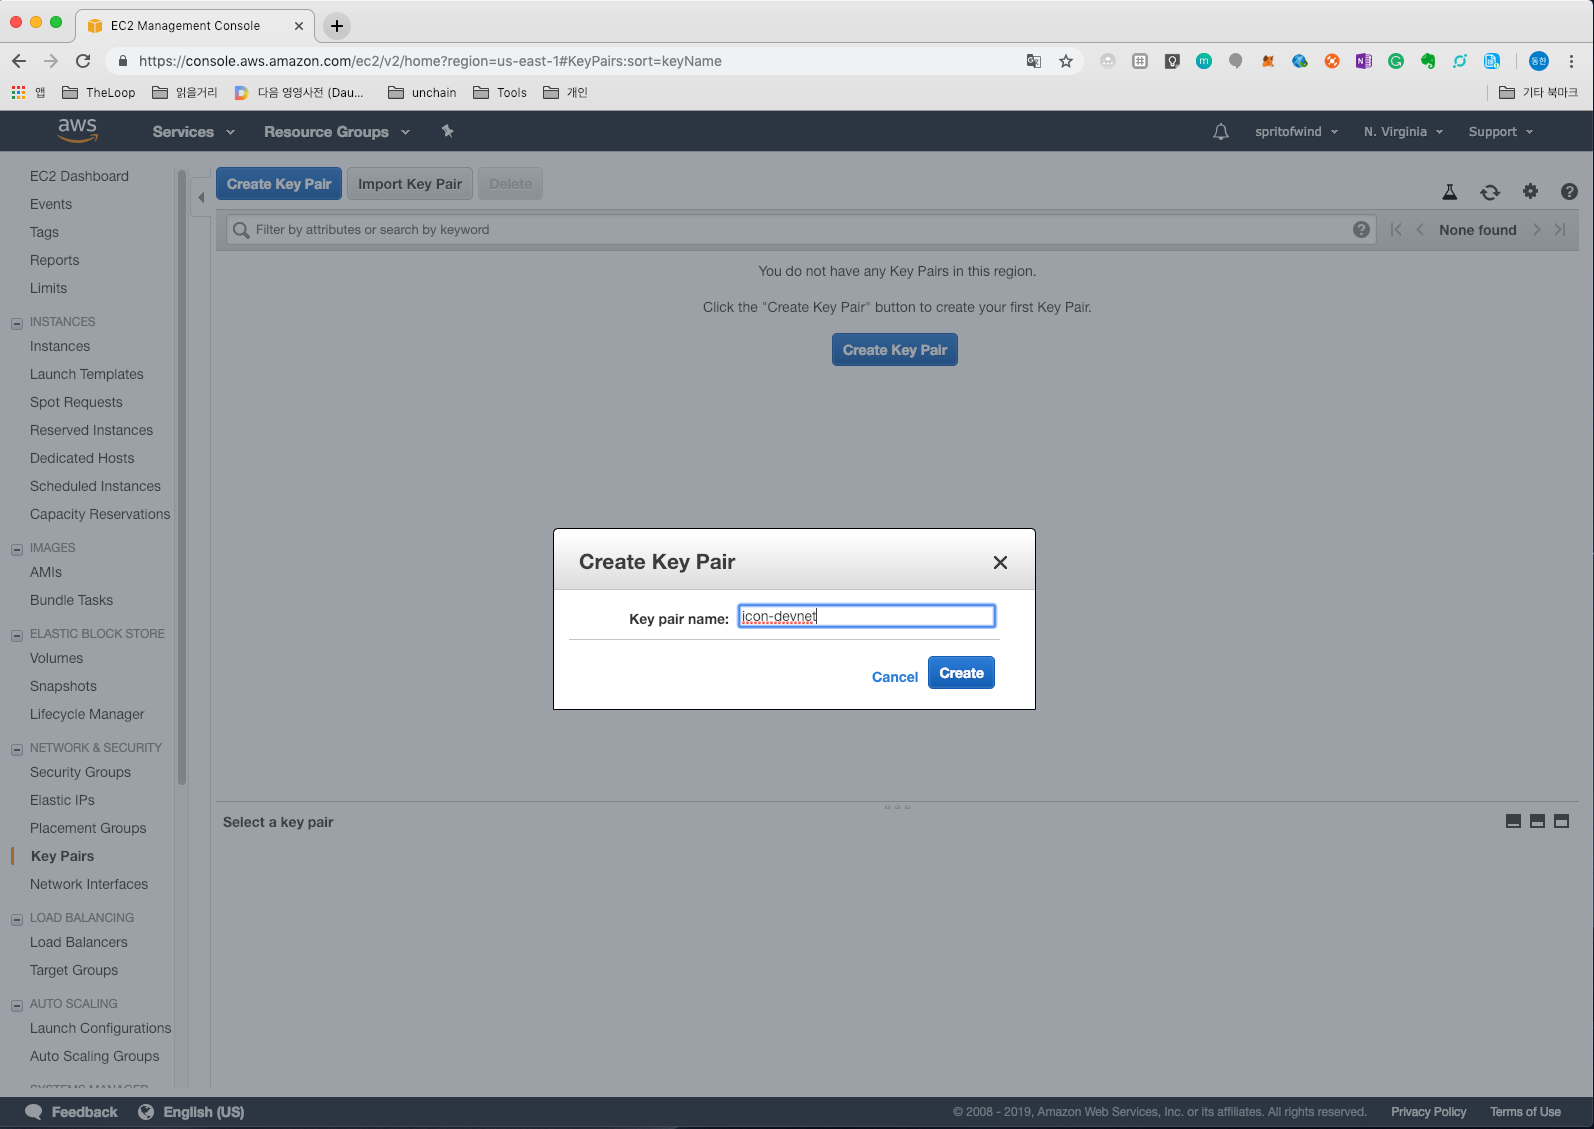 EC2 Management Console
https://console.aws.amazon.com/ec2/v2/home?region=us-east-1#KeyPairs:sort=keyName
앱 TheLoop 읽을거리 다음 영영사전 (Dau... unchain Tools 개인 기타 북마크
aws Services Resource Groups spritofwind N. Virginia Support
EC2 Dashboard
Events
Tags
Reports
Limits
INSTANCES
Instances
Launch Templates
Spot Requests
Reserved Instances
Dedicated Hosts
Scheduled Instances
Capacity Reservations
IMAGES
AMIs
Bundle Tasks
ELASTIC BLOCK STORE
Volumes
Snapshots
Lifecycle Manager
NETWORK & SECURITY
Security Groups
Elastic IPs
Placement Groups
Key Pairs
Network Interfaces
LOAD BALANCING
Load Balancers
Target Groups
AUTO SCALING
Launch Configurations
Auto Scaling Groups
SYSTEMS MANAGER
Create Key Pair Import Key Pair Delete
Filter by attributes or search by keyword None found
You do not have any Key Pairs in this region.
Click the "Create Key Pair" button to create your first Key Pair.
Create Key Pair
Create Key Pair
Key pair name: icon-devnet
Cancel Create
Select a key pair
Feedback English (US) © 2008 - 2019, Amazon Web Services, Inc. or its affiliates. All rights reserved. Privacy Policy Terms of Use